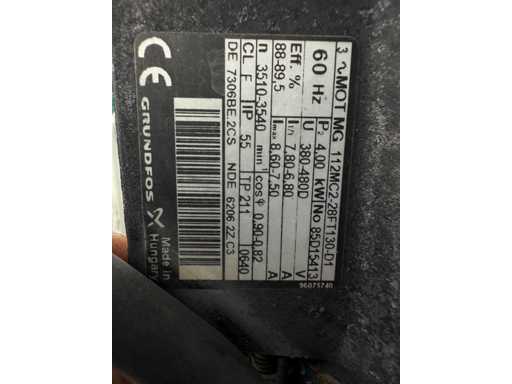 3 ~MOT MG 112MC2-28FT130-D1
60 Hz P₂ 4,00 kW No 85D15413
U 380-480D V
Eff. % I₁/₁ 7,80-6,80 A
88-89,5 Imax 8,60-7,50 A
n 3510-3540 min⁻¹ cos φ 0,90-0,82
CL F IP 55 TP 211 0640
DE 7306BE.2CS NDE 6206.2Z.C3
CE GRUNDFOS Made in
Hungary
96075740